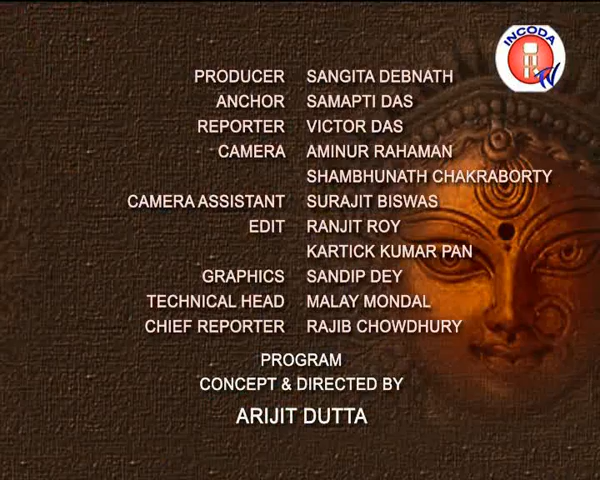 INCODA
TV
PRODUCER SANGITA DEBNATH
ANCHOR SAMAPTI DAS
REPORTER VICTOR DAS
CAMERA AMINUR RAHAMAN
SHAMBHUNATH CHAKRABORTY
CAMERA ASSISTANT SURAJIT BISWAS
EDIT RANJIT ROY
KARTICK KUMAR PAN
GRAPHICS SANDIP DEY
TECHNICAL HEAD MALAY MONDAL
CHIEF REPORTER RAJIB CHOWDHURY
PROGRAM
CONCEPT & DIRECTED BY
ARIJIT DUTTA